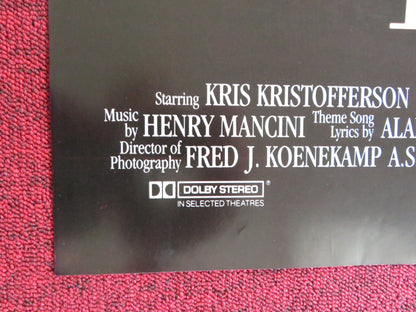 Starring KRIS KRISTOFFERSON
Music by HENRY MANCINI Theme Song Lyrics by ALA
Director of Photography FRED J. KOENEKAMP A.S
DOLBY STEREO ®
IN SELECTED THEATRES